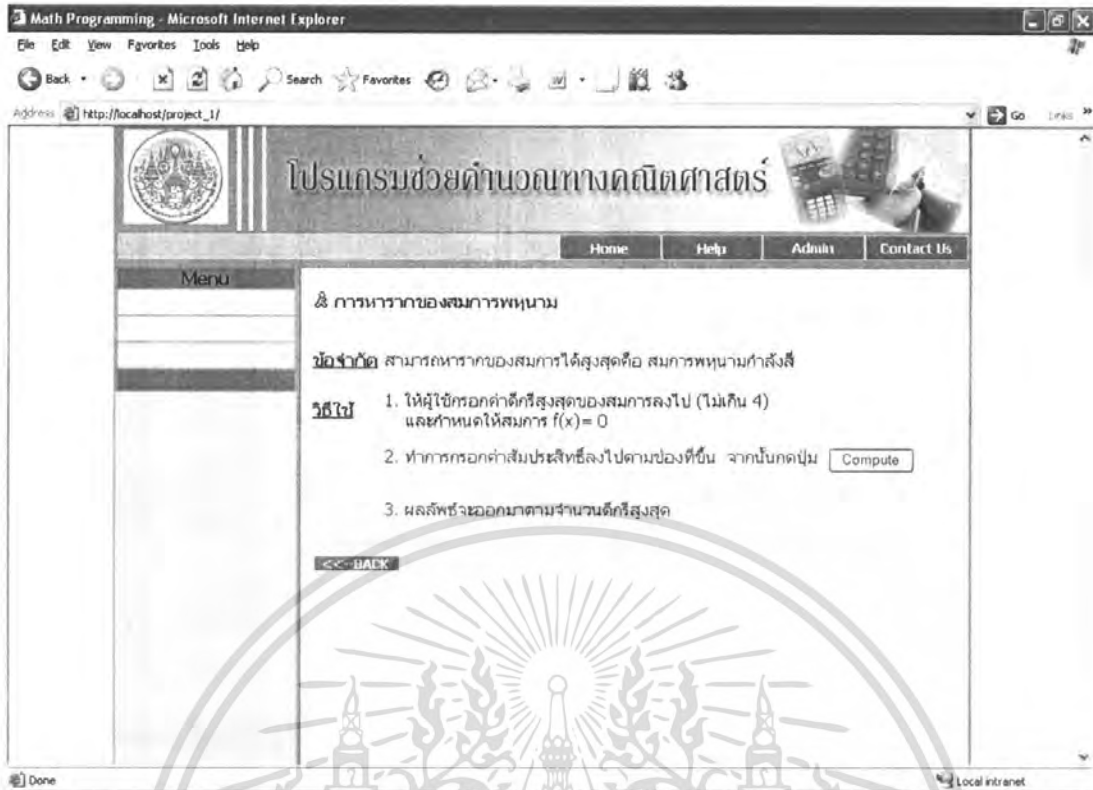 Math Programming - Microsoft Internet Explorer
File Edit View Favorites Tools Help
Back Search Favorites
Address http://localhost/project_1/ Go Links »
โปรแกรมช่วยคำนวณทางคณิตศาสตร์
Home Help Admin Contact Us
Menu
การหารากของสมการพหุนาม
ข้อจำกัด สามารถหารากของสมการได้สูงสุดคือ สมการพหุนามกำลังสี่
วิธีใช้ 1. ให้ผู้ใช้กรอกค่าดีกรีสูงสุดของสมการลงไป (ไม่เกิน 4)
และกำหนดให้สมการ f(x)= 0
2. ทำการกรอกค่าสัมประสิทธิ์ลงไปตามช่องที่ขึ้น จากนั้นกดปุ่ม Compute
3. ผลลัพธ์จะออกมาตามจำนวนดีกรีสูงสุด
<<--BACK
Done Local intranet